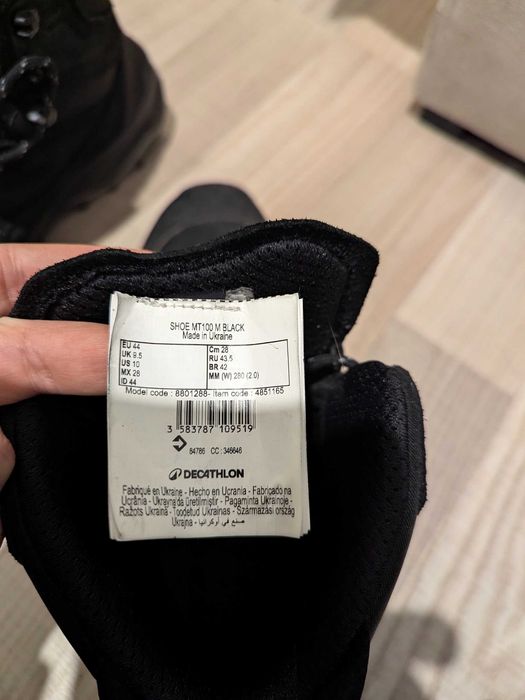 SHOE MT100 M BLACK
Made in Ukraine
EU 44
UK 9.5
US 10
MX 28
ID 44
Cm 28
RU 43.5
BR 42
MM (W) 280 (2.0)
Model code : 8801288- Item code : 4851165
3 583787 109519
84786 CC : 346646
DECATHLON
Fabriqué en Ukraine - Hecho en Ucrania - Fabricado na
Ucrânia - Ukrayna'da üretilmiştir - Pagaminta Ukrainoje -
Ražots Ukrainā - Toodetud Ukrainas - Származási ország
Ukrajna - صنع في أوكرانيا